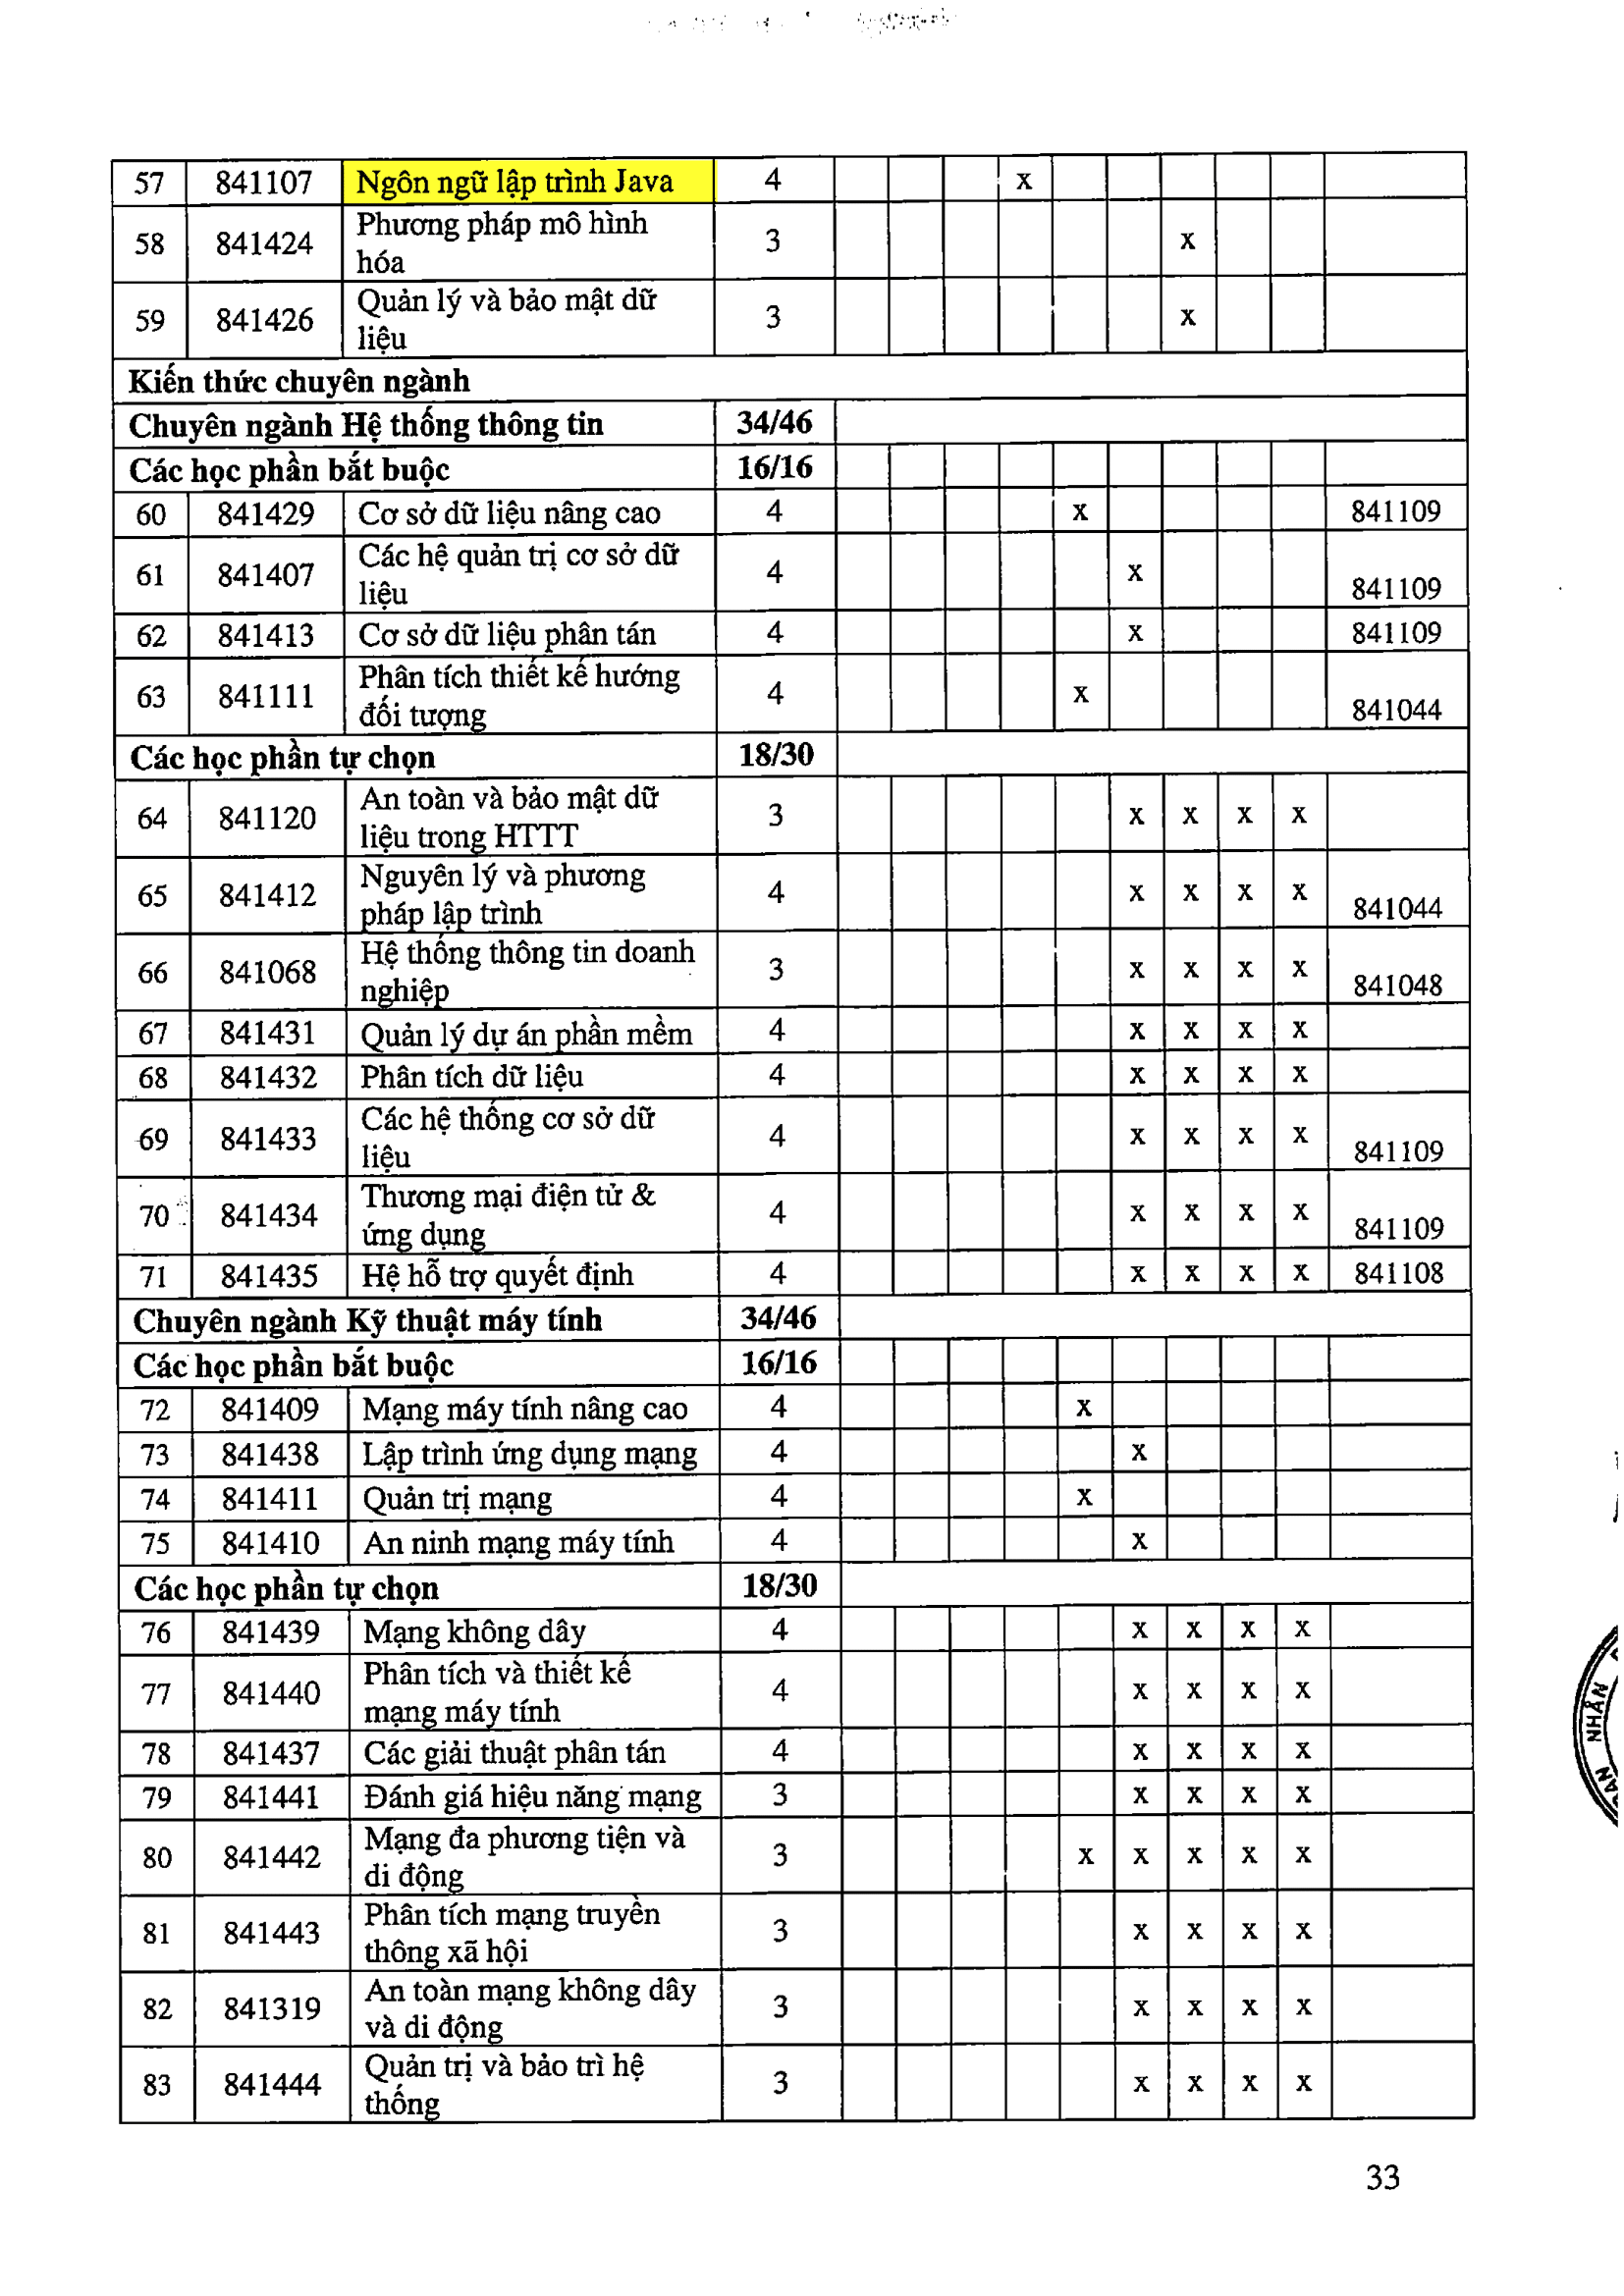 57 841107 Ngôn ngữ lập trình Java 4 x
58 841424 Phương pháp mô hình hóa 3 x
59 841426 Quản lý và bảo mật dữ liệu 3 x
Kiến thức chuyên ngành
Chuyên ngành Hệ thống thông tin 34/46
Các học phần bắt buộc 16/16
60 841429 Cơ sở dữ liệu nâng cao 4 x 841109
61 841407 Các hệ quản trị cơ sở dữ liệu 4 x 841109
62 841413 Cơ sở dữ liệu phân tán 4 x 841109
63 841111 Phân tích thiết kế hướng đối tượng 4 x 841044
Các học phần tự chọn 18/30
64 841120 An toàn và bảo mật dữ liệu trong HTTT 3 x x x x
65 841412 Nguyên lý và phương pháp lập trình 4 x x x x 841044
66 841068 Hệ thống thông tin doanh nghiệp 3 x x x x 841048
67 841431 Quản lý dự án phần mềm 4 x x x x
68 841432 Phân tích dữ liệu 4 x x x x
69 841433 Các hệ thống cơ sở dữ liệu 4 x x x x 841109
70 841434 Thương mại điện tử & ứng dụng 4 x x x x 841109
71 841435 Hệ hỗ trợ quyết định 4 x x x x 841108
Chuyên ngành Kỹ thuật máy tính 34/46
Các học phần bắt buộc 16/16
72 841409 Mạng máy tính nâng cao 4 x
73 841438 Lập trình ứng dụng mạng 4 x
74 841411 Quản trị mạng 4 x
75 841410 An ninh mạng máy tính 4 x
Các học phần tự chọn 18/30
76 841439 Mạng không dây 4 x x x x
77 841440 Phân tích và thiết kế mạng máy tính 4 x x x x
78 841437 Các giải thuật phân tán 4 x x x x
79 841441 Đánh giá hiệu năng mạng 3 x x x x
80 841442 Mạng đa phương tiện và di động 3 x x x x x
81 841443 Phân tích mạng truyền thông xã hội 3 x x x x
82 841319 An toàn mạng không dây và di động 3 x x x x
83 841444 Quản trị và bảo trì hệ thống 3 x x x x
NHÂN
33